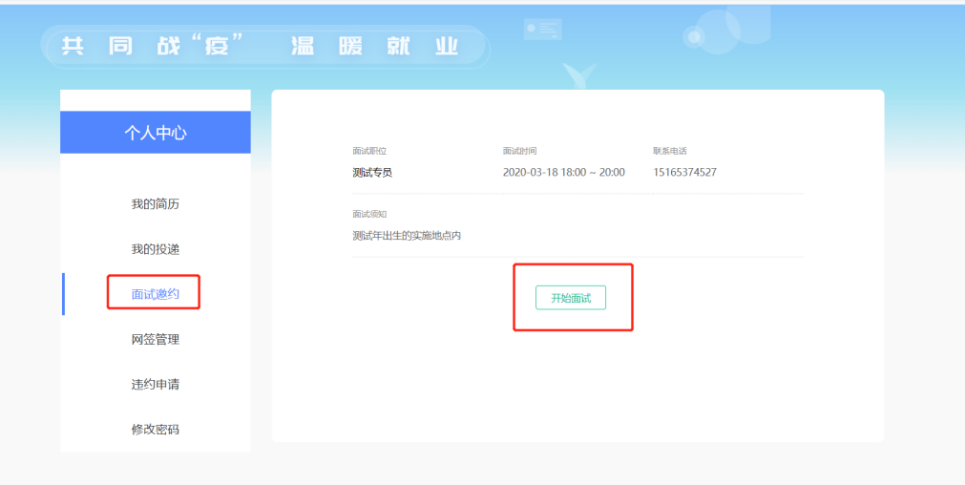 共同战“疫” 温暖就业
个人中心
我的简历
我的投递
面试邀约
网签管理
违约申请
修改密码
面试职位 面试时间 联系电话
测试专员 2020-03-18 18:00 ~ 20:00 15165374527
面试须知
测试年出生的实施地点内
开始面试